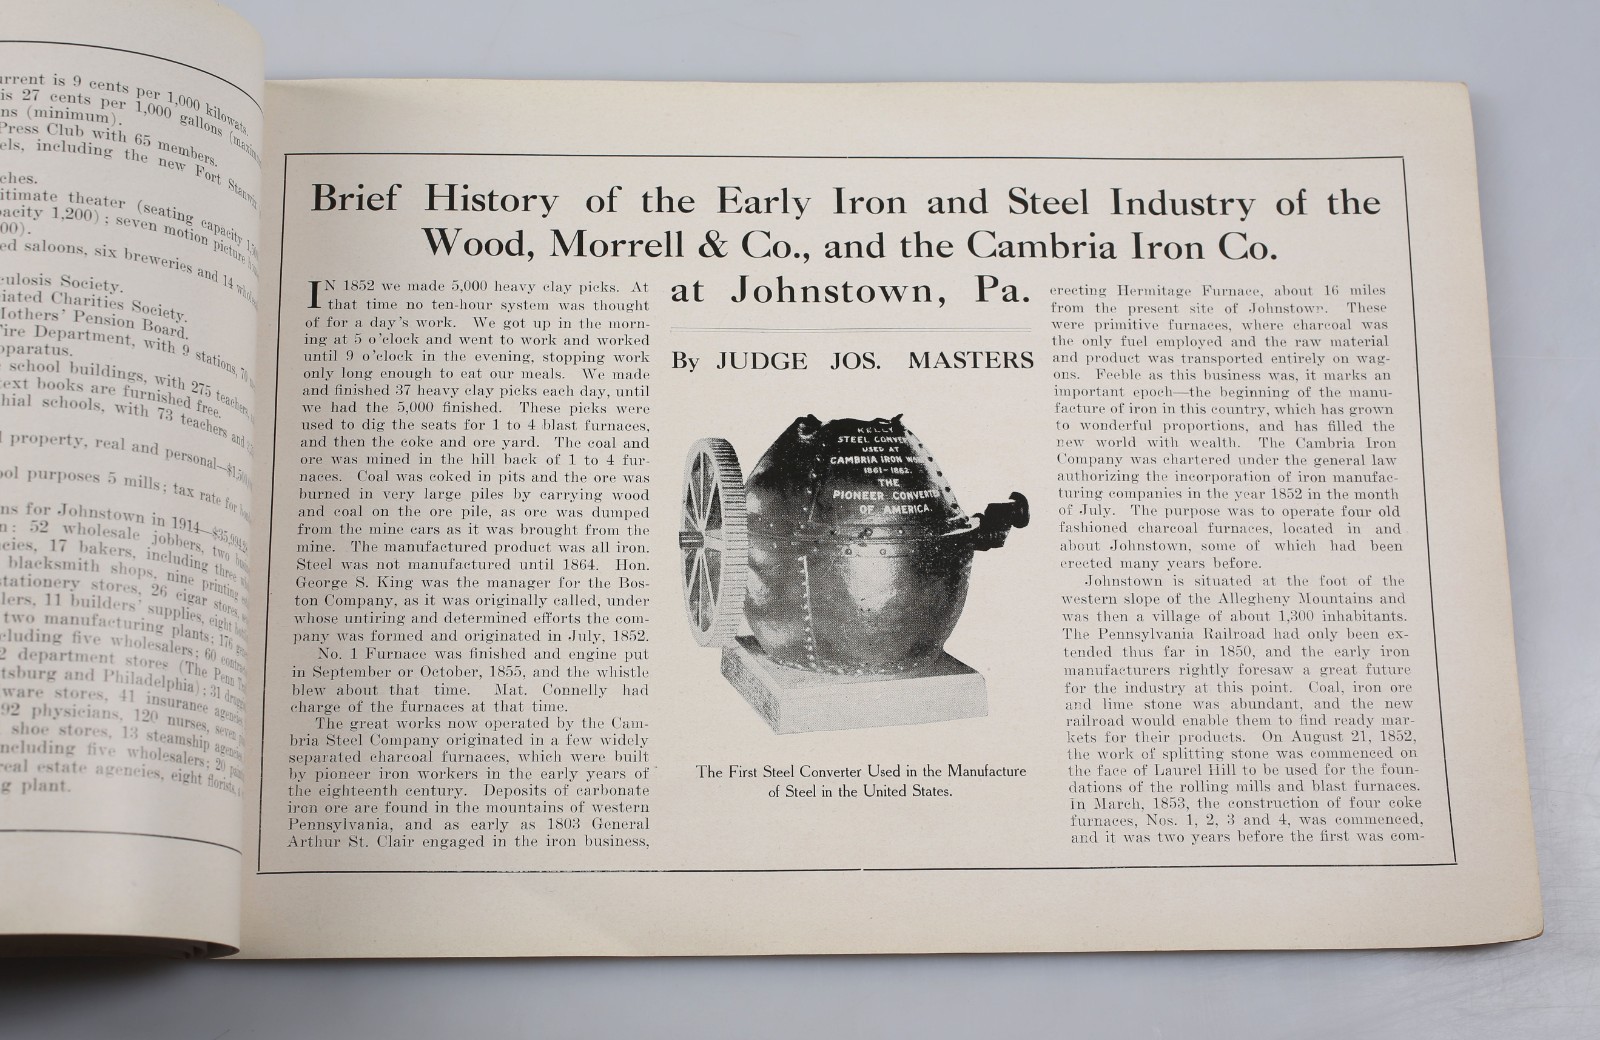 urrent is 9 cents per 1,000 kilowats.
is 27 cents per 1,000 gallons
ns (minimum).
Press Club with 65 members.
els, including the new Fort
ches.
itimate theater (seating capacity
pacity 1,200) ; seven motion picture
00).
ed saloons, six breweries and 14
culosis Society.
iated Charities Society.
Mothers' Pension Board.
Fire Department, with 9 stations,
pparatus.
school buildings, with 275 teachers
text books are furnished free.
hial schools, with 73 teachers and
l property, real and personal—
ool purposes 5 mills ; tax rate for
ns for Johnstown in 1914—
n : 52 wholesale jobbers, two
cies, 17 bakers, including three
blacksmith shops, nine printing
stationery stores, 26 cigar stores,
lers, 11 builders' supplies, eight
two manufacturing plants ; 176
cluding five wholesalers ; 60
2 department stores (The Penn
tsburg and Philadelphia) ; 31
ware stores, 41 insurance agencies
92 physicians, 120 nurses, seven
shoe stores, 13 steamship agencies
ncluding five wholesalers ; 20
real estate agencies, eight florists,
g plant.
Brief History of the Early Iron and Steel Industry of the
Wood, Morrell & Co., and the Cambria Iron Co.
at Johnstown, Pa.
By JUDGE JOS. MASTERS
IN 1852 we made 5,000 heavy clay picks. At
that time no ten-hour system was thought
of for a day's work. We got up in the morn-
ing at 5 o'clock and went to work and worked
until 9 o'clock in the evening, stopping work
only long enough to eat our meals. We made
and finished 37 heavy clay picks each day, until
we had the 5,000 finished. These picks were
used to dig the seats for 1 to 4 blast furnaces,
and then the coke and ore yard. The coal and
ore was mined in the hill back of 1 to 4 fur-
naces. Coal was coked in pits and the ore was
burned in very large piles by carrying wood
and coal on the ore pile, as ore was dumped
from the mine cars as it was brought from the
mine. The manufactured product was all iron.
Steel was not manufactured until 1864. Hon.
George S. King was the manager for the Bos-
ton Company, as it was originally called, under
whose untiring and determined efforts the com-
pany was formed and originated in July, 1852.
No. 1 Furnace was finished and engine put
in September or October, 1855, and the whistle
blew about that time. Mat. Connelly had
charge of the furnaces at that time.
The great works now operated by the Cam-
bria Steel Company originated in a few widely
separated charcoal furnaces, which were built
by pioneer iron workers in the early years of
the eighteenth century. Deposits of carbonate
iron ore are found in the mountains of western
Pennsylvania, and as early as 1803 General
Arthur St. Clair engaged in the iron business,
KELLY
STEEL CONVE
USED AT
CAMBRIA IRON W
1861-1862.
THE
PIONEER CONVERTE
OF AMERICA.
The First Steel Converter Used in the Manufacture
of Steel in the United States.
erecting Hermitage Furnace, about 16 miles
from the present site of Johnstown. These
were primitive furnaces, where charcoal was
the only fuel employed and the raw material
and product was transported entirely on wag-
ons. Feeble as this business was, it marks an
important epoch—the beginning of the manu-
facture of iron in this country, which has grown
to wonderful proportions, and has filled the
new world with wealth. The Cambria Iron
Company was chartered under the general law
authorizing the incorporation of iron manufac-
turing companies in the year 1852 in the month
of July. The purpose was to operate four old
fashioned charcoal furnaces, located in and
about Johnstown, some of which had been
erected many years before.
Johnstown is situated at the foot of the
western slope of the Allegheny Mountains and
was then a village of about 1,300 inhabitants.
The Pennsylvania Railroad had only been ex-
tended thus far in 1850, and the early iron
manufacturers rightly foresaw a great future
for the industry at this point. Coal, iron ore
and lime stone was abundant, and the new
railroad would enable them to find ready mar-
kets for their products. On August 21, 1852,
the work of splitting stone was commenced on
the face of Laurel Hill to be used for the foun-
dations of the rolling mills and blast furnaces.
In March, 1853, the construction of four coke
furnaces, Nos. 1, 2, 3 and 4, was commenced,
and it was two years before the first was com-